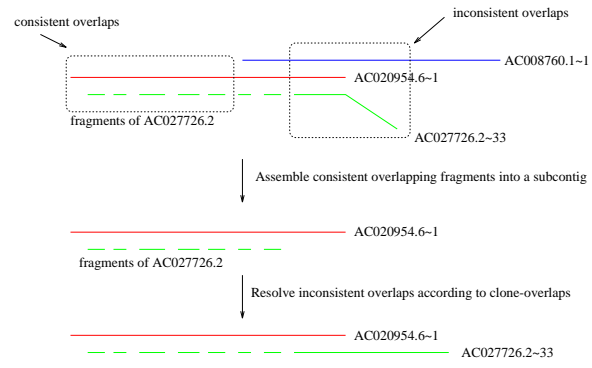 consistent overlaps
inconsistent overlaps
AC008760.1~1
AC020954.6~1
fragments of AC027726.2
AC027726.2~33
Assemble consistent overlapping fragments into a subcontig
AC020954.6~1
fragments of AC027726.2
Resolve inconsistent overlaps according to clone-overlaps
AC020954.6~1
AC027726.2~33